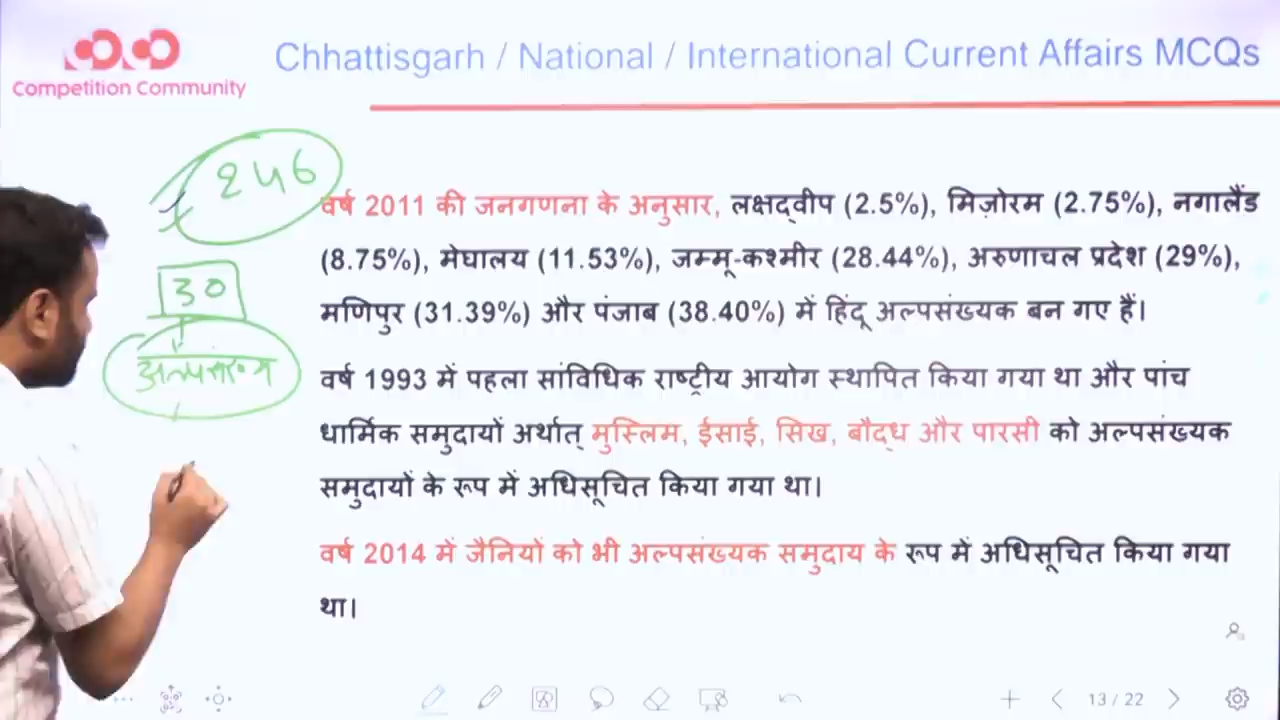 Competition Community
Chhattisgarh / National / International Current Affairs MCQs
246
30
अल्पसंख्य
वर्ष 2011 की जनगणना के अनुसार, लक्षद्वीप (2.5%), मिज़ोरम (2.75%), नगालैंड
(8.75%), मेघालय (11.53%), जम्मू-कश्मीर (28.44%), अरुणाचल प्रदेश (29%),
मणिपुर (31.39%) और पंजाब (38.40%) में हिंदू अल्पसंख्यक बन गए हैं।
वर्ष 1993 में पहला सांविधिक राष्ट्रीय आयोग स्थापित किया गया था और पांच
धार्मिक समुदायों अर्थात् मुस्लिम, ईसाई, सिख, बौद्ध और पारसी को अल्पसंख्यक
समुदायों के रूप में अधिसूचित किया गया था।
वर्ष 2014 में जैनियों को भी अल्पसंख्यक समुदाय के रूप में अधिसूचित किया गया
था।
13 / 22